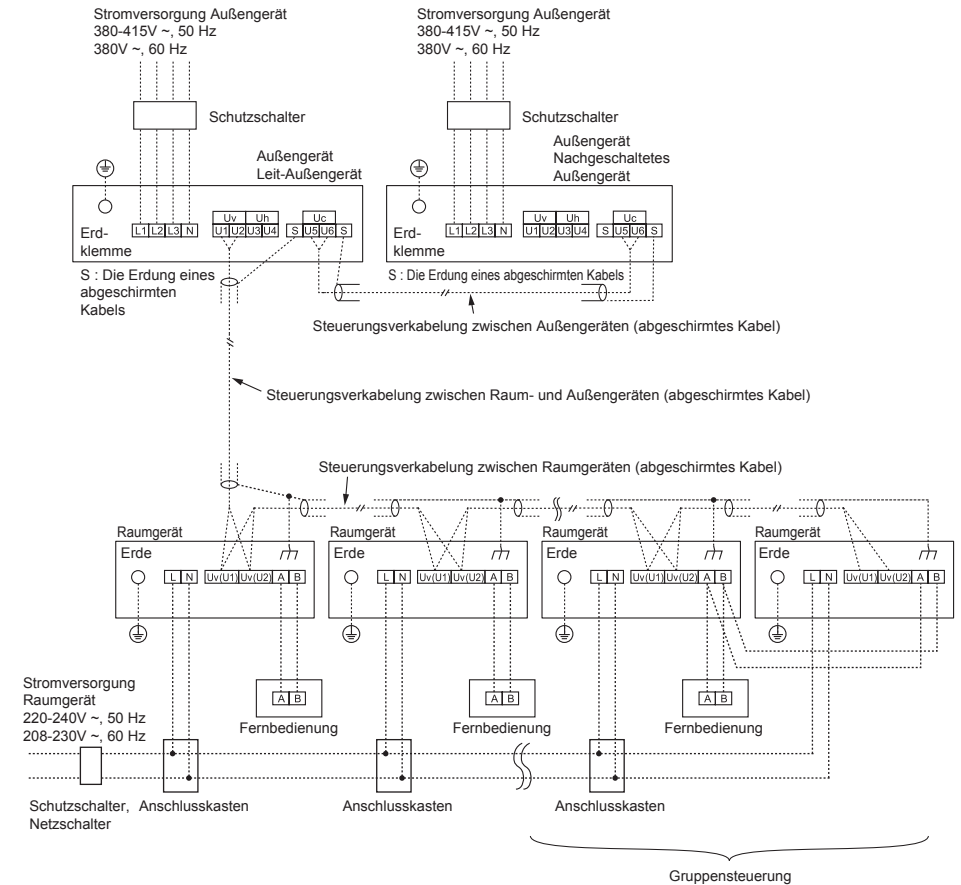 Stromversorgung Außengerät
380-415V ~, 50 Hz
380V ~, 60 Hz
Stromversorgung Außengerät
380-415V ~, 50 Hz
380V ~, 60 Hz
Schutzschalter
Schutzschalter
Außengerät
Leit-Außengerät
Außengerät
Nachgeschaltetes
Außengerät
Erd-
klemme
L1 L2 L3 N
Uv Uh
U1 U2 U3 U4
Uc
S U5 U6 S
Erd-
klemme
L1 L2 L3 N
Uv Uh
U1 U2 U3 U4
Uc
S U5 U6 S
S : Die Erdung eines
abgeschirmten
Kabels
S : Die Erdung eines abgeschirmten Kabels
Steuerungsverkabelung zwischen Außengeräten (abgeschirmtes Kabel)
Steuerungsverkabelung zwischen Raum- und Außengeräten (abgeschirmtes Kabel)
Steuerungsverkabelung zwischen Raumgeräten (abgeschirmtes Kabel)
Raumgerät
Raumgerät
Raumgerät
Raumgerät
Erde
Erde
Erde
Erde
L N Uv(U1) Uv(U2) A B
L N Uv(U1) Uv(U2) A B
L N Uv(U1) Uv(U2) A B
L N Uv(U1) Uv(U2) A B
A B
A B
A B
Fernbedienung
Fernbedienung
Fernbedienung
Stromversorgung
Raumgerät
220-240V ~, 50 Hz
208-230V ~, 60 Hz
Schutzschalter,
Netzschalter
Anschlusskasten
Anschlusskasten
Anschlusskasten
Gruppensteuerung